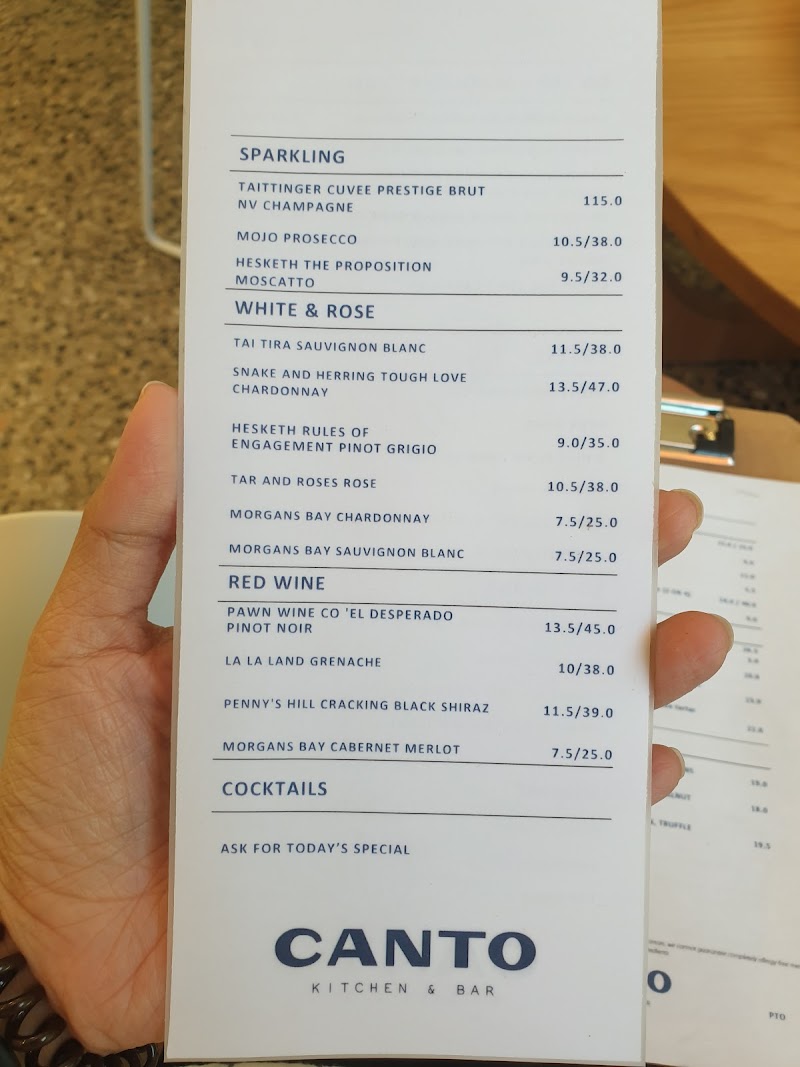 SPARKLING
TAITTINGER CUVEE PRESTIGE BRUT
NV CHAMPAGNE 115.0
MOJO PROSECCO 10.5/38.0
HESKETH THE PROPOSITION
MOSCATTO 9.5/32.0
WHITE & ROSE
TAI TIRA SAUVIGNON BLANC 11.5/38.0
SNAKE AND HERRING TOUGH LOVE
CHARDONNAY 13.5/47.0
HESKETH RULES OF
ENGAGEMENT PINOT GRIGIO 9.0/35.0
TAR AND ROSES ROSE 10.5/38.0
MORGANS BAY CHARDONNAY 7.5/25.0
MORGANS BAY SAUVIGNON BLANC 7.5/25.0
RED WINE
PAWN WINE CO 'EL DESPERADO
PINOT NOIR 13.5/45.0
LA LA LAND GRENACHE 10/38.0
PENNY'S HILL CRACKING BLACK SHIRAZ 11.5/39.0
MORGANS BAY CABERNET MERLOT 7.5/25.0
COCKTAILS
ASK FOR TODAY'S SPECIAL
CANTO
KITCHEN & BAR
TRUFFLE
19.5
PTO